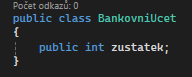 Počet odkazů: 0
public class BankovniUcet
{
public int zustatek;
}